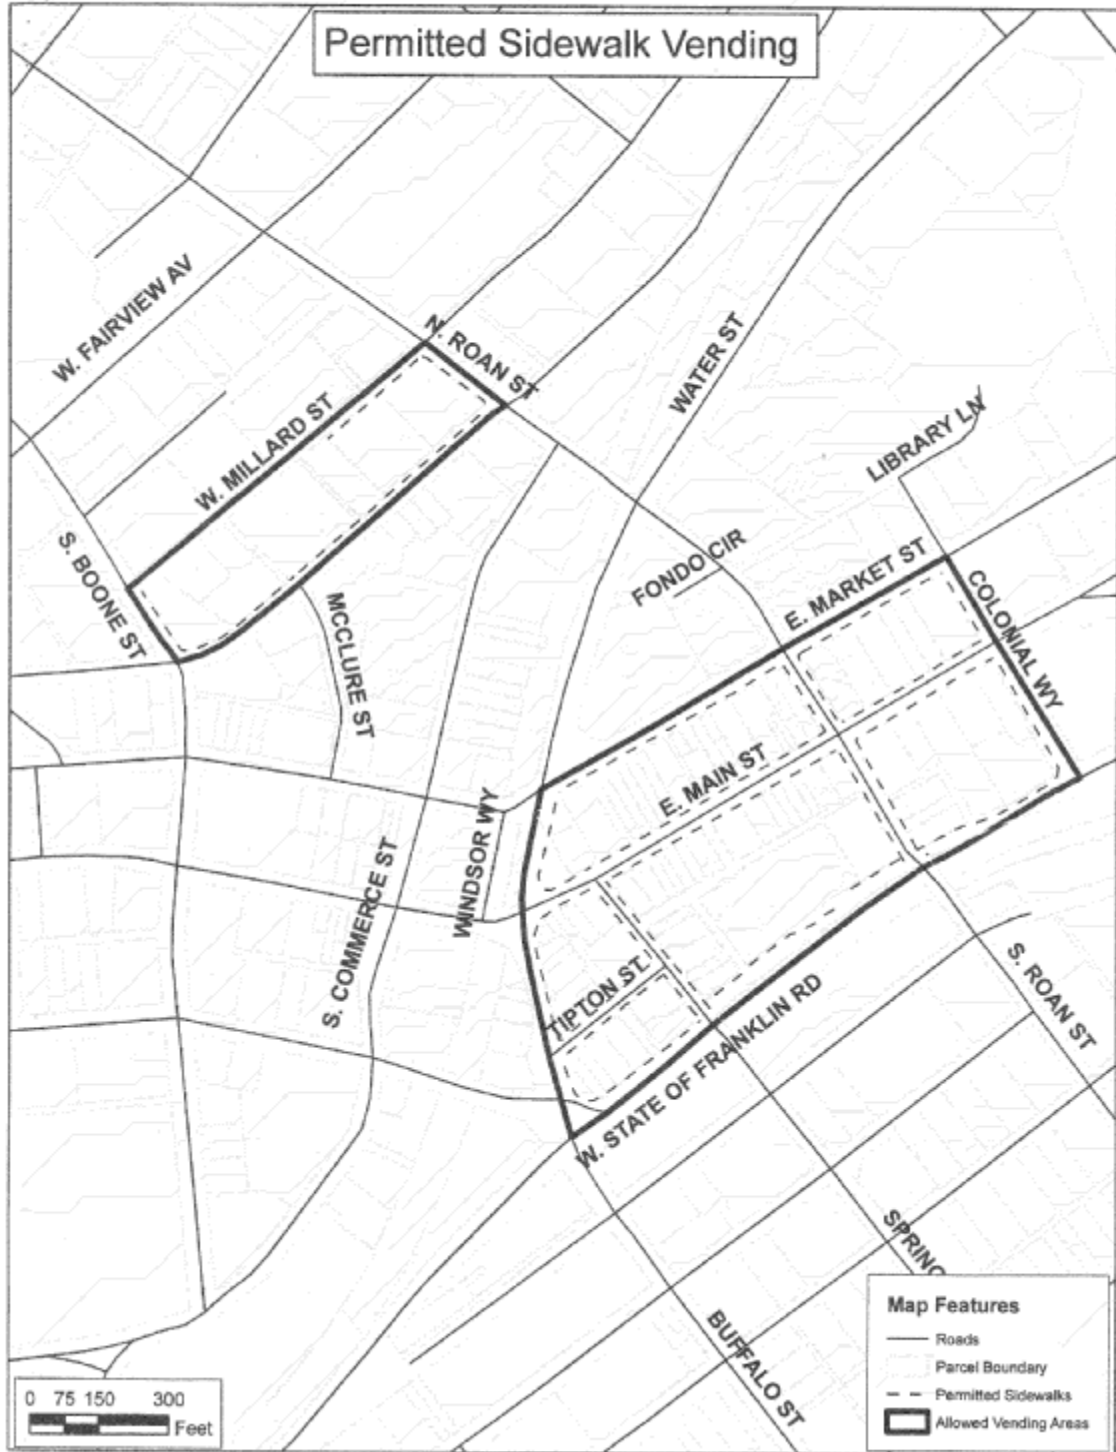 Permitted Sidewalk Vending
W. FAIRVIEW AV
N. ROAN ST
WATER ST
W. MILLARD ST
LIBRARY LN
S. BOONE ST
FONDO CIR
E. MARKET ST
COLONIAL WY
MCCLURE ST
E. MAIN ST
WINDSOR WY
S. COMMERCE ST
TIPTON ST.
S. ROAN ST
W. STATE OF FRANKLIN RD
SPRING
BUFFALO ST
Map Features
Roads
Parcel Boundary
Permitted Sidewalks
Allowed Vending Areas
0 75 150 300
Feet